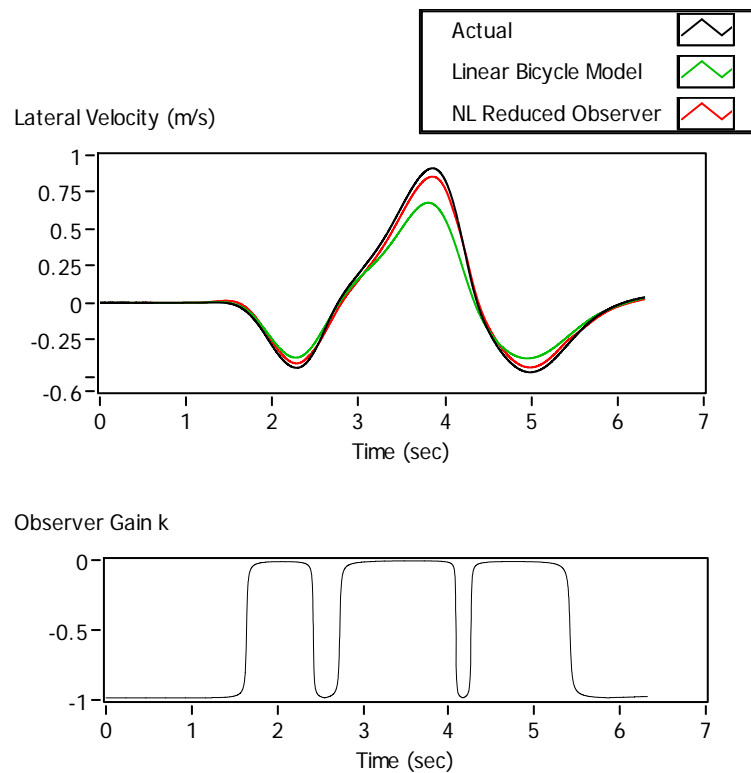 Actual
Linear Bicycle Model
NL Reduced Observer
Lateral Velocity (m/s)
1
0.75
0.5
0.25
0
-0.25
-0.6
0 1 2 3 4 5 6 7
Time (sec)
Observer Gain k
0
-0.5
-1
0 1 2 3 4 5 6 7
Time (sec)